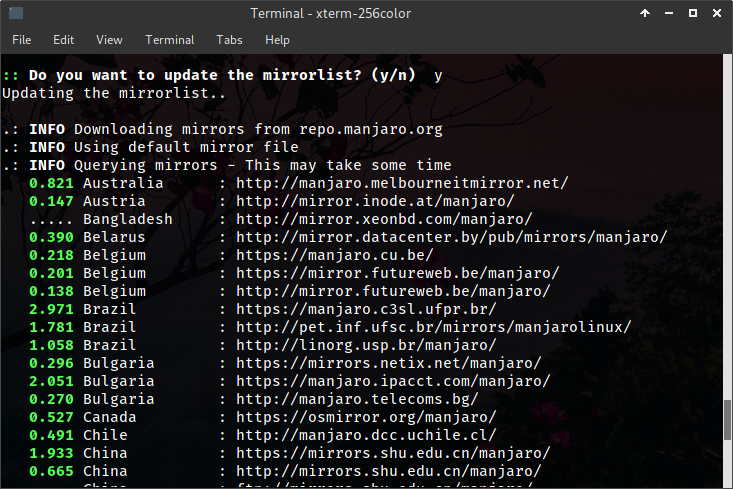 Terminal - xterm-256color
File Edit View Terminal Tabs Help
:: Do you want to update the mirrorlist? (y/n)  y
Updating the mirrorlist..
.: INFO Downloading mirrors from repo.manjaro.org
.: INFO Using default mirror file
.: INFO Querying mirrors - This may take some time
0.821 Australia : http://manjaro.melbourneitmirror.net/
0.147 Austria : http://mirror.inode.at/manjaro/
..... Bangladesh : http://mirror.xeonbd.com/manjaro/
0.390 Belarus : http://mirror.datacenter.by/pub/mirrors/manjaro/
0.218 Belgium : https://manjaro.cu.be/
0.201 Belgium : https://mirror.futureweb.be/manjaro/
0.138 Belgium : http://mirror.futureweb.be/manjaro/
2.971 Brazil : https://manjaro.c3sl.ufpr.br/
1.781 Brazil : http://pet.inf.ufsc.br/mirrors/manjarolinux/
1.058 Brazil : http://linorg.usp.br/manjaro/
0.296 Bulgaria : https://mirrors.netix.net/manjaro/
2.051 Bulgaria : https://manjaro.ipacct.com/manjaro/
0.270 Bulgaria : http://manjaro.telecoms.bg/
0.527 Canada : https://osmirror.org/manjaro/
0.491 Chile : http://manjaro.dcc.uchile.cl/
1.933 China : https://mirrors.shu.edu.cn/manjaro/
0.665 China : http://mirrors.shu.edu.cn/manjaro/
China : ftp://mirrors.shu.edu.cn/manjaro/